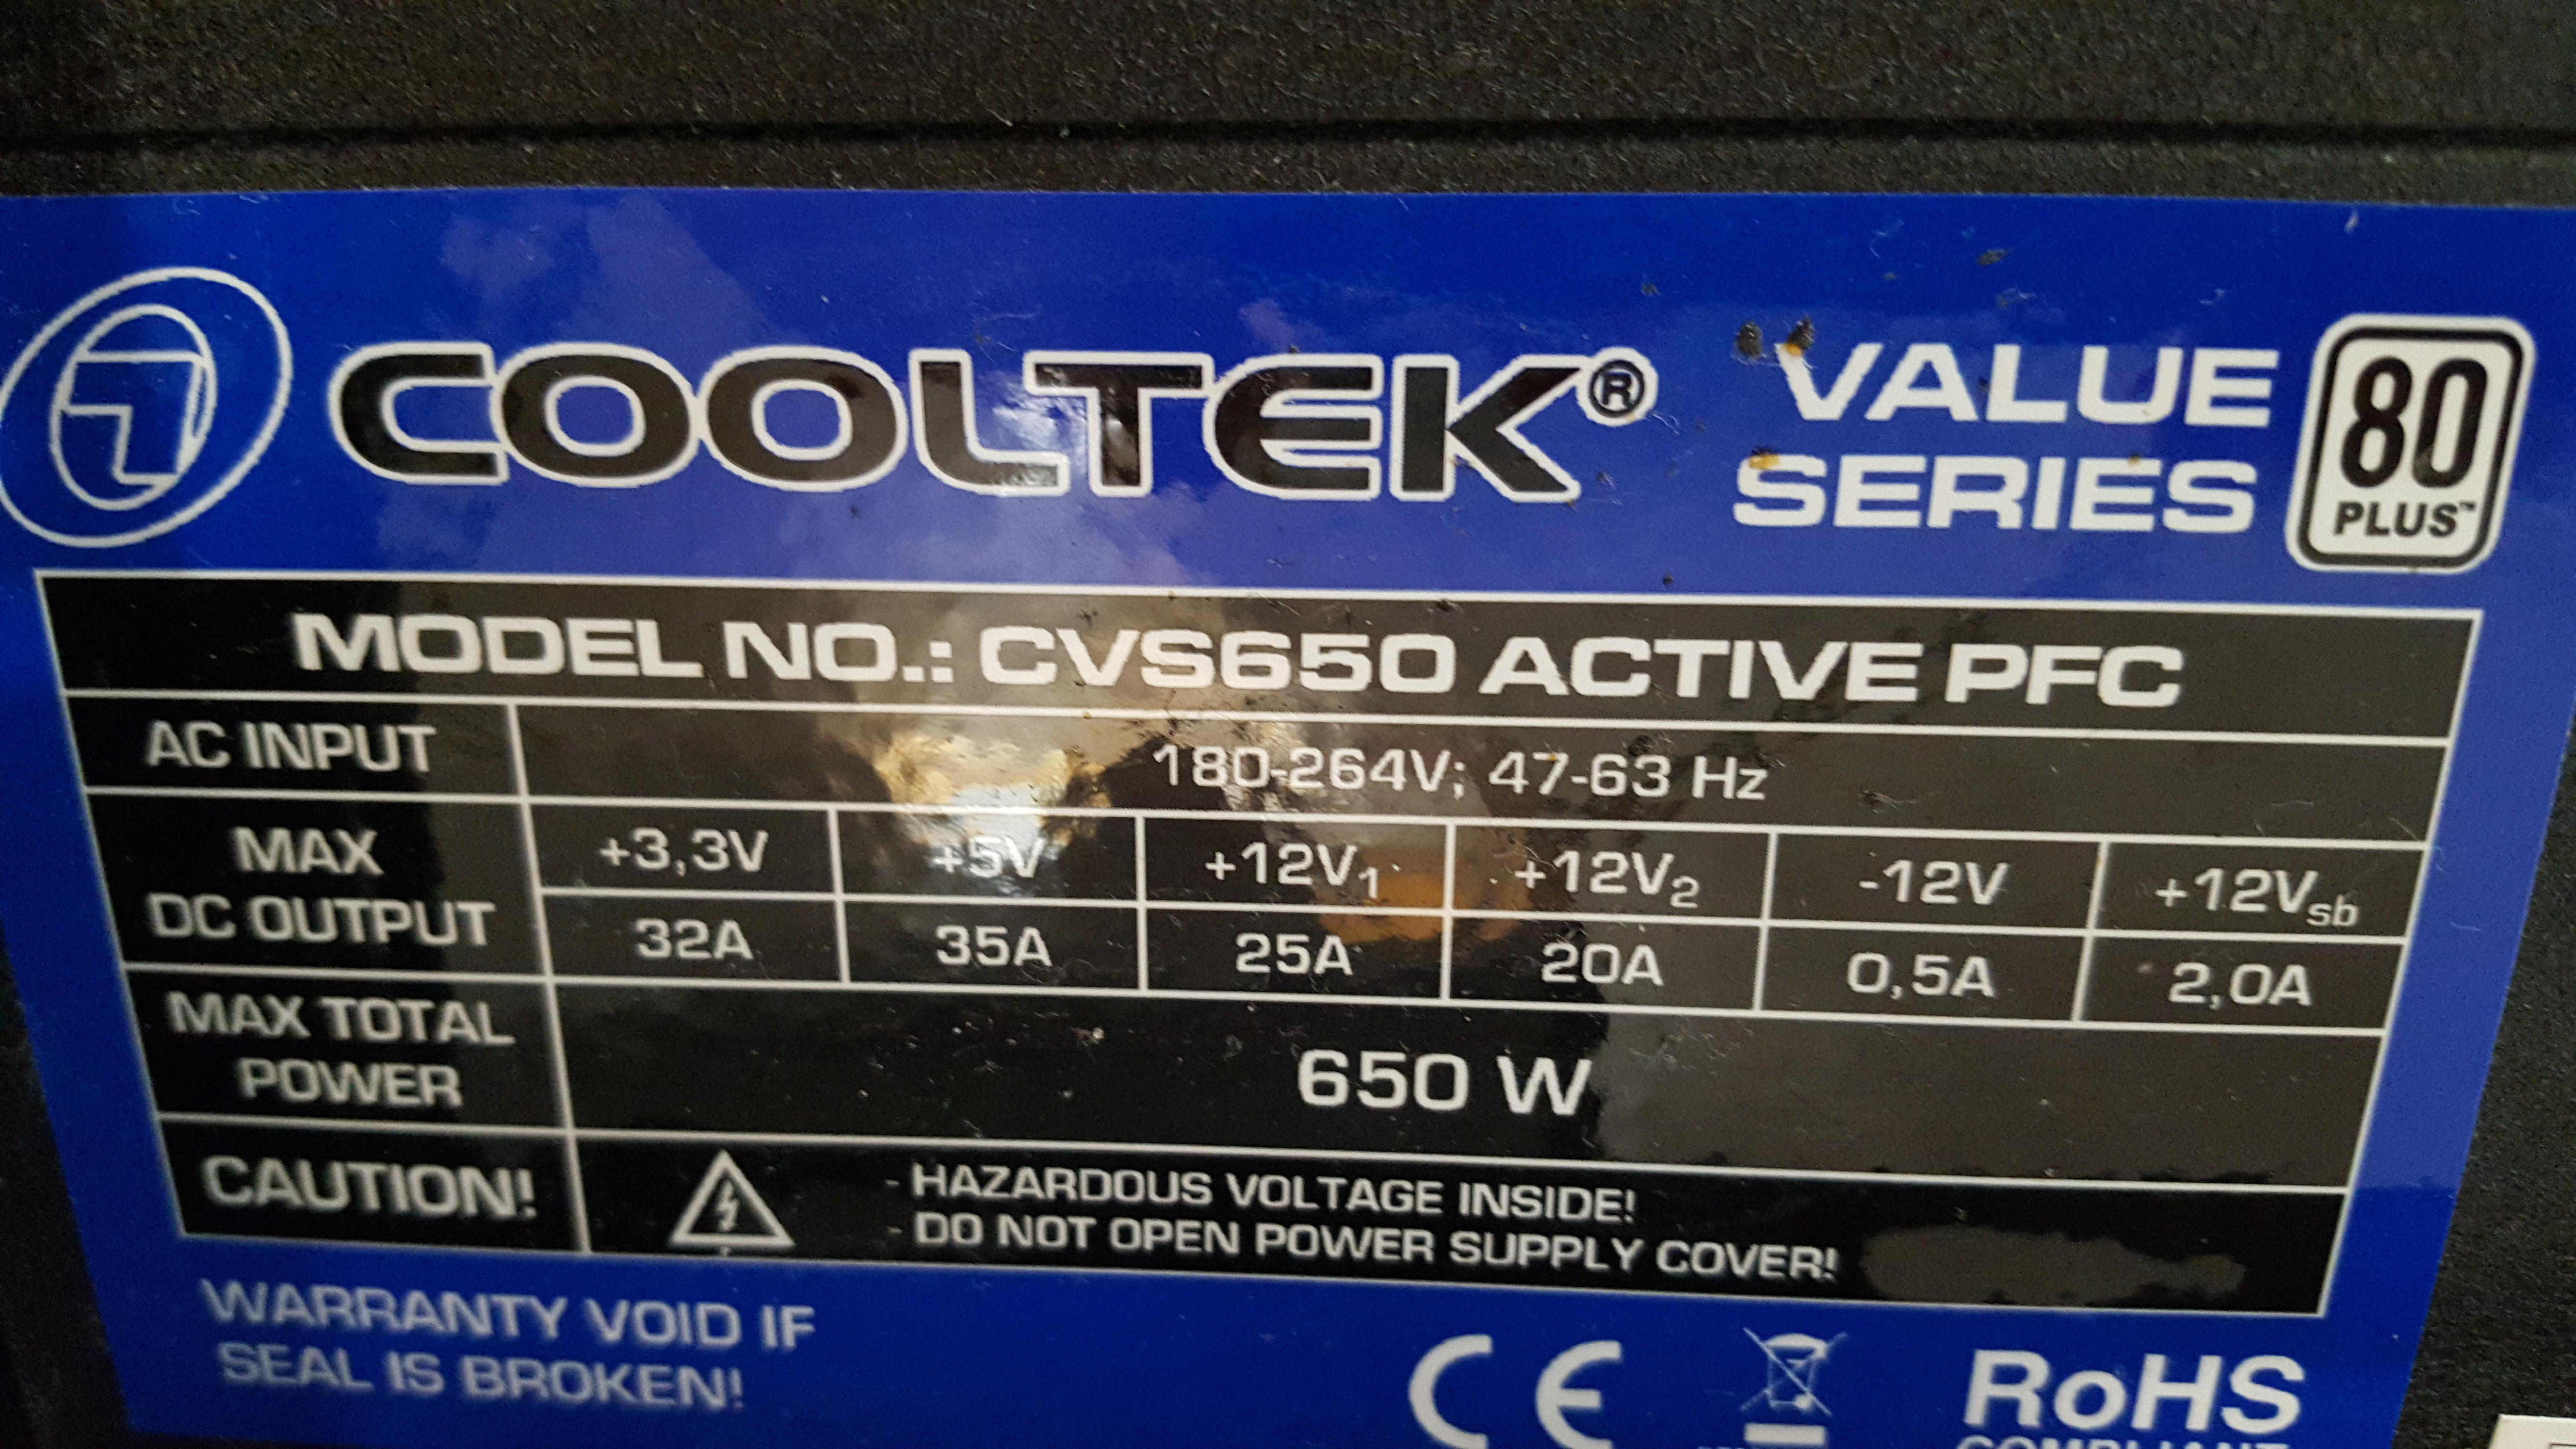 COOLTEK® VALUE SERIES 80 PLUS™
MODEL NO.: CVS650 ACTIVE PFC
AC INPUT 180-264V; 47-63 Hz
MAX DC OUTPUT
+3,3V +5V +12V1 +12V2 -12V +12Vsb
32A 35A 25A 20A 0,5A 2,0A
MAX TOTAL POWER
650 W
CAUTION!
- HAZARDOUS VOLTAGE INSIDE!
- DO NOT OPEN POWER SUPPLY COVER!
WARRANTY VOID IF
SEAL IS BROKEN!
CE
RoHS
COMPLIANT